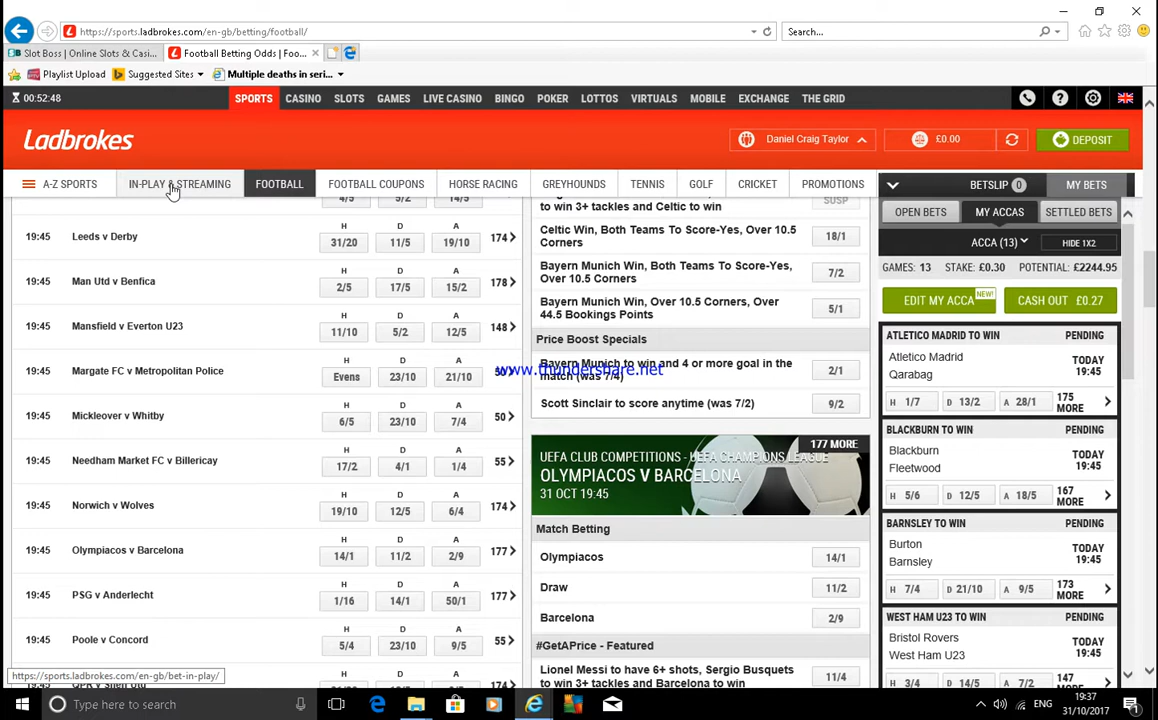 https://sports.ladbrokes.com/en-gb/betting/football/
Search...
Slot Boss | Online Slots & Casi...
Football Betting Odds | Foo...
Playlist Upload
Suggested Sites
Multiple deaths in seri...
00:52:48
SPORTS CASINO SLOTS GAMES LIVE CASINO BINGO POKER LOTTOS VIRTUALS MOBILE EXCHANGE THE GRID
Ladbrokes
Daniel Craig Taylor
£0.00
DEPOSIT
A-Z SPORTS IN-PLAY & STREAMING FOOTBALL FOOTBALL COUPONS HORSE RACING GREYHOUNDS TENNIS GOLF CRICKET PROMOTIONS
4/5 5/2 14/5
H D A
19:45 Leeds v Derby 31/20 11/5 19/10 174
H D A
19:45 Man Utd v Benfica 2/5 17/5 15/2 178
H D A
19:45 Mansfield v Everton U23 11/10 5/2 12/5 148
H D A
19:45 Margate FC v Metropolitan Police Evens 23/10 21/10 50
H D A
19:45 Mickleover v Whitby 6/5 23/10 7/4 50
H D A
19:45 Needham Market FC v Billericay 17/2 4/1 1/4 55
H D A
19:45 Norwich v Wolves 19/10 12/5 6/4 174
H D A
19:45 Olympiacos v Barcelona 14/1 11/2 2/9 177
H D A
19:45 PSG v Anderlecht 1/16 14/1 50/1 177
H D A
19:45 Poole v Concord 5/4 23/10 9/5 55
H D A
19:45 QPR v Sheff Utd
to win 3+ tackles and Celtic to win
SUSP
Celtic Win, Both Teams To Score-Yes, Over 10.5
Corners
18/1
Bayern Munich Win, Both Teams To Score-Yes,
Over 10.5 Corners
7/2
Bayern Munich Win, Over 10.5 Corners, Over
44.5 Bookings Points
5/1
Price Boost Specials
Bayern Munich to win and 4 or more goal in the
match (was 7/4)
2/1
Scott Sinclair to score anytime (was 7/2)
9/2
www.thundershare.net
177 MORE
UEFA CLUB COMPETITIONS - UEFA CHAMPIONS LEAGUE
OLYMPIACOS V BARCELONA
31 OCT 19:45
Match Betting
Olympiacos 14/1
Draw 11/2
Barcelona 2/9
#GetAPrice - Featured
Lionel Messi to have 6+ shots, Sergio Busquets
to win 3+ tackles and Barcelona to win
11/4
BETSLIP 0 MY BETS
OPEN BETS MY ACCAS SETTLED BETS
ACCA (13) HIDE 1X2
GAMES: 13 STAKE: £0.30 POTENTIAL: £2244.95
EDIT MY ACCA NEW! CASH OUT £0.27
ATLETICO MADRID TO WIN PENDING
Atletico Madrid
Qarabag
TODAY
19:45
H 1/7 D 13/2 A 28/1 175
MORE
BLACKBURN TO WIN PENDING
Blackburn
Fleetwood
TODAY
19:45
H 5/6 D 12/5 A 18/5 167
MORE
BARNSLEY TO WIN PENDING
Burton
Barnsley
TODAY
19:45
H 7/4 D 21/10 A 9/5 173
MORE
WEST HAM U23 TO WIN PENDING
Bristol Rovers
West Ham U23
TODAY
19:45
H 3/4 D 14/5 A 7/2 147
MORE
https://sports.ladbrokes.com/en-gb/bet-in-play/
Type here to search
ENG
19:37
31/10/2017
1